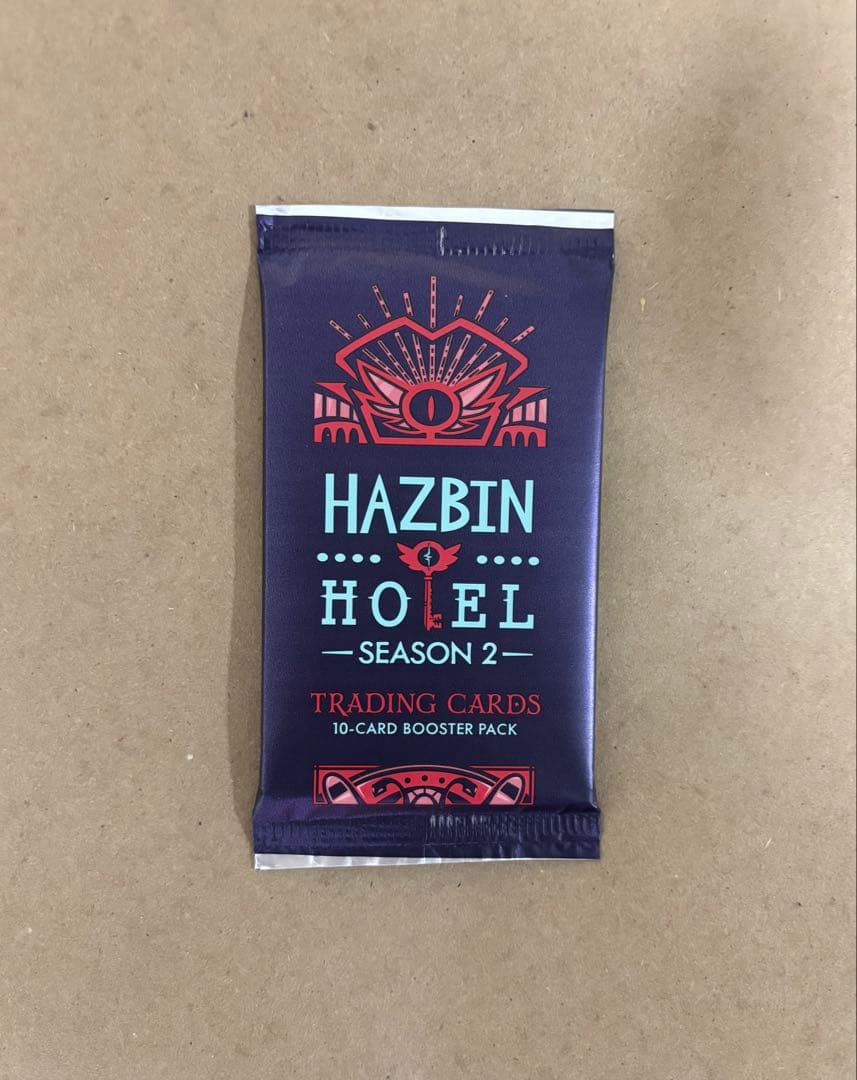 HAZBIN
HOTEL
SEASON 2
TRADING CARDS
10-CARD BOOSTER PACK